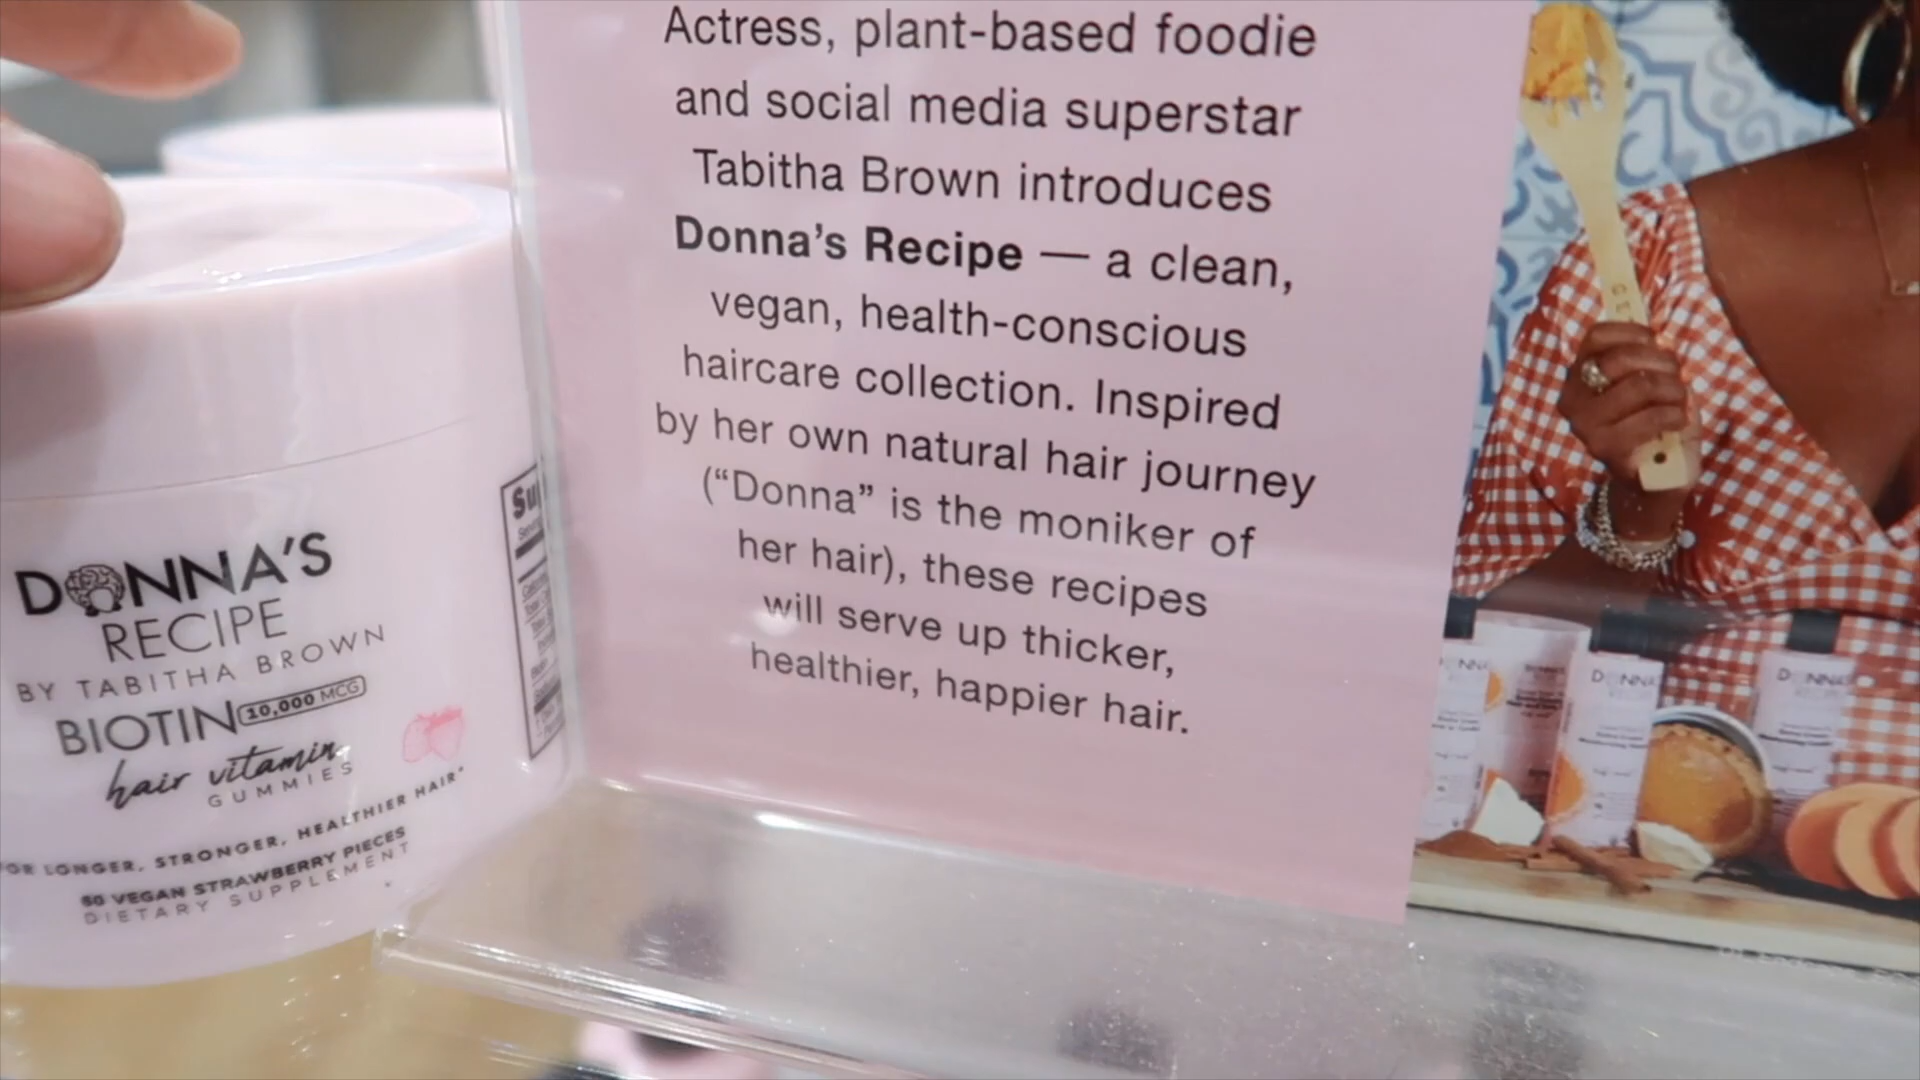 Actress, plant-based foodie
and social media superstar
Tabitha Brown introduces
Donna's Recipe — a clean,
vegan, health-conscious
haircare collection. Inspired
by her own natural hair journey
("Donna" is the moniker of
her hair), these recipes
will serve up thicker,
healthier, happier hair.
DONNA'S
RECIPE
BY TABITHA BROWN
BIOTIN 10,000 MCG
hair vitamin
GUMMIES
LONGER, STRONGER, HEALTHIER HAIR*
60 VEGAN STRAWBERRY PIECES
DIETARY SUPPLEMENT
Su
DONNA
DONNA'S